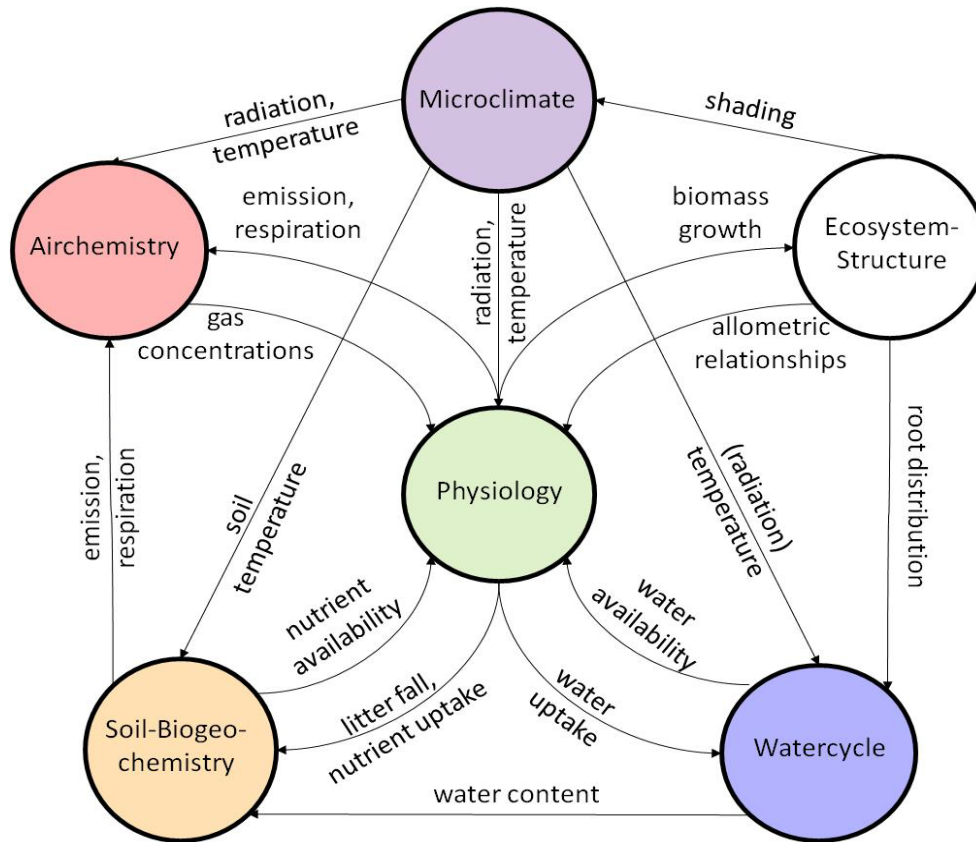 Microclimate
shading
radiation,
temperature
emission,
respiration
biomass
growth
Ecosystem-
Structure
Airchemistry
radiation,
temperature
gas
concentrations
allometric
relationships
root distribution
(radiation)
temperature
emission,
respiration
soil
temperature
Physiology
nutrient
availability
water
availability
litter fall,
nutrient uptake
water
uptake
Soil-Biogeo-
chemistry
Watercycle
water content